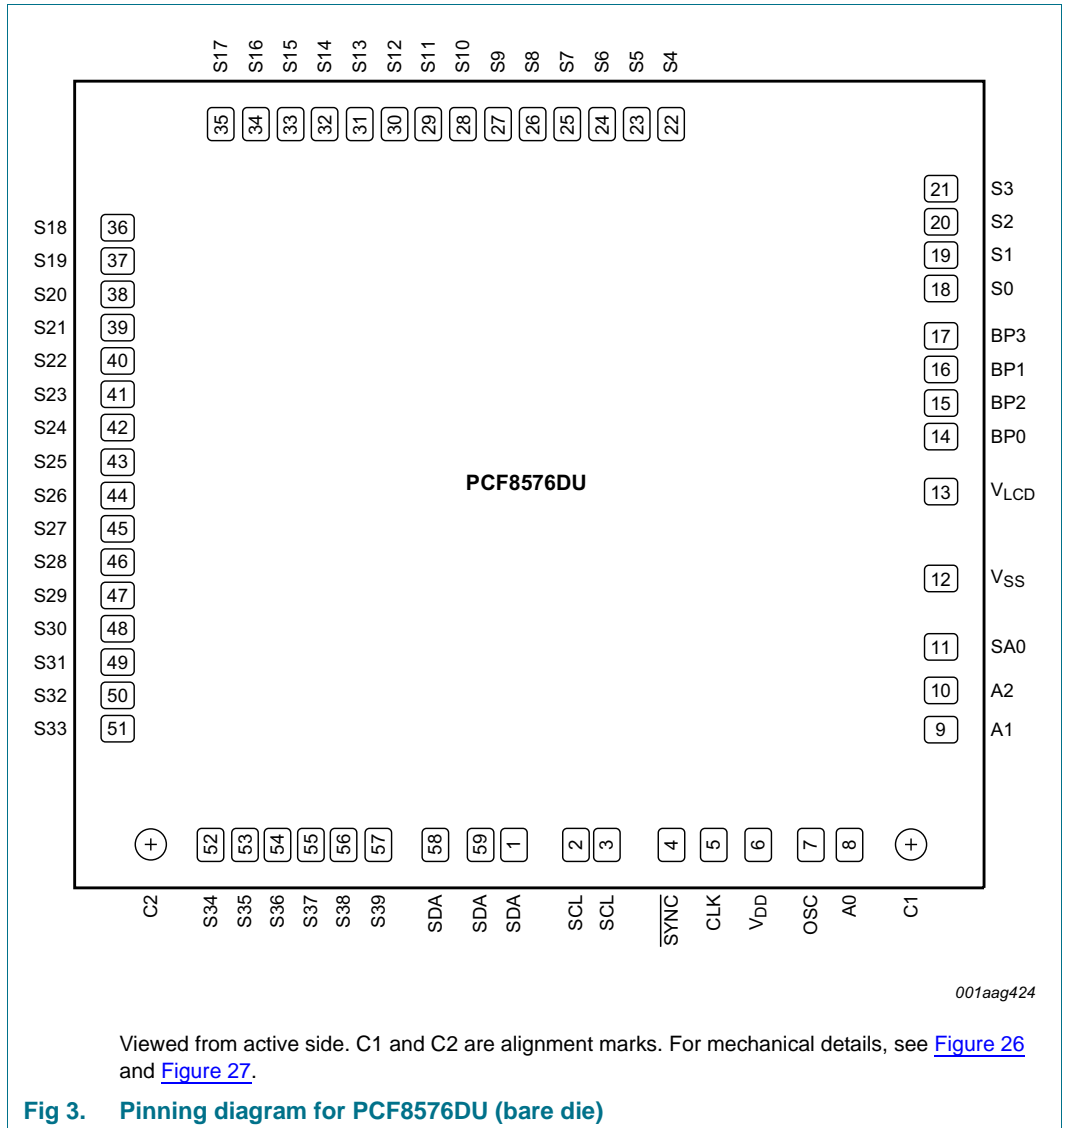 S17 S16 S15 S14 S13 S12 S11 S10 S9 S8 S7 S6 S5 S4
35 34 33 32 31 30 29 28 27 26 25 24 23 22
21 S3
S18 36 20 S2
S19 37 19 S1
S20 38 18 S0
S21 39 17 BP3
S22 40 16 BP1
S23 41 15 BP2
S24 42 14 BP0
S25 43
S26 44 PCF8576DU 13 VLCD
S27 45
S28 46 12 VSS
S29 47
S30 48 11 SA0
S31 49
S32 50 10 A2
S33 51 9 A1
52 53 54 55 56 57 58 59 1 2 3 4 5 6 7 8
C2 S34 S35 S36 S37 S38 S39 SDA SDA SDA SCL SCL SYNC CLK VDD OSC A0 C1
001aag424
Viewed from active side. C1 and C2 are alignment marks. For mechanical details, see Figure 26
and Figure 27.
Fig 3. Pinning diagram for PCF8576DU (bare die)